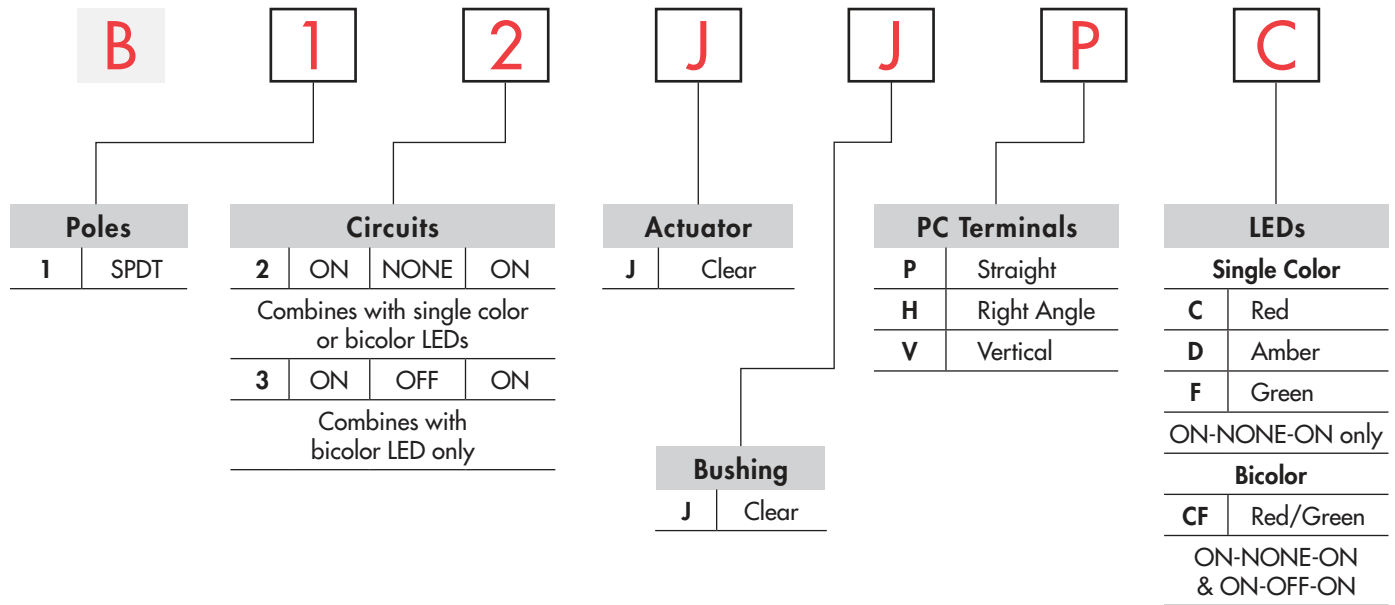 B 1 2 J J P C
Poles
1 SPDT
Circuits
2 ON NONE ON
Combines with single color
or bicolor LEDs
3 ON OFF ON
Combines with
bicolor LED only
Actuator
J Clear
Bushing
J Clear
PC Terminals
P Straight
H Right Angle
V Vertical
LEDs
Single Color
C Red
D Amber
F Green
ON-NONE-ON only
Bicolor
CF Red/Green
ON-NONE-ON
& ON-OFF-ON